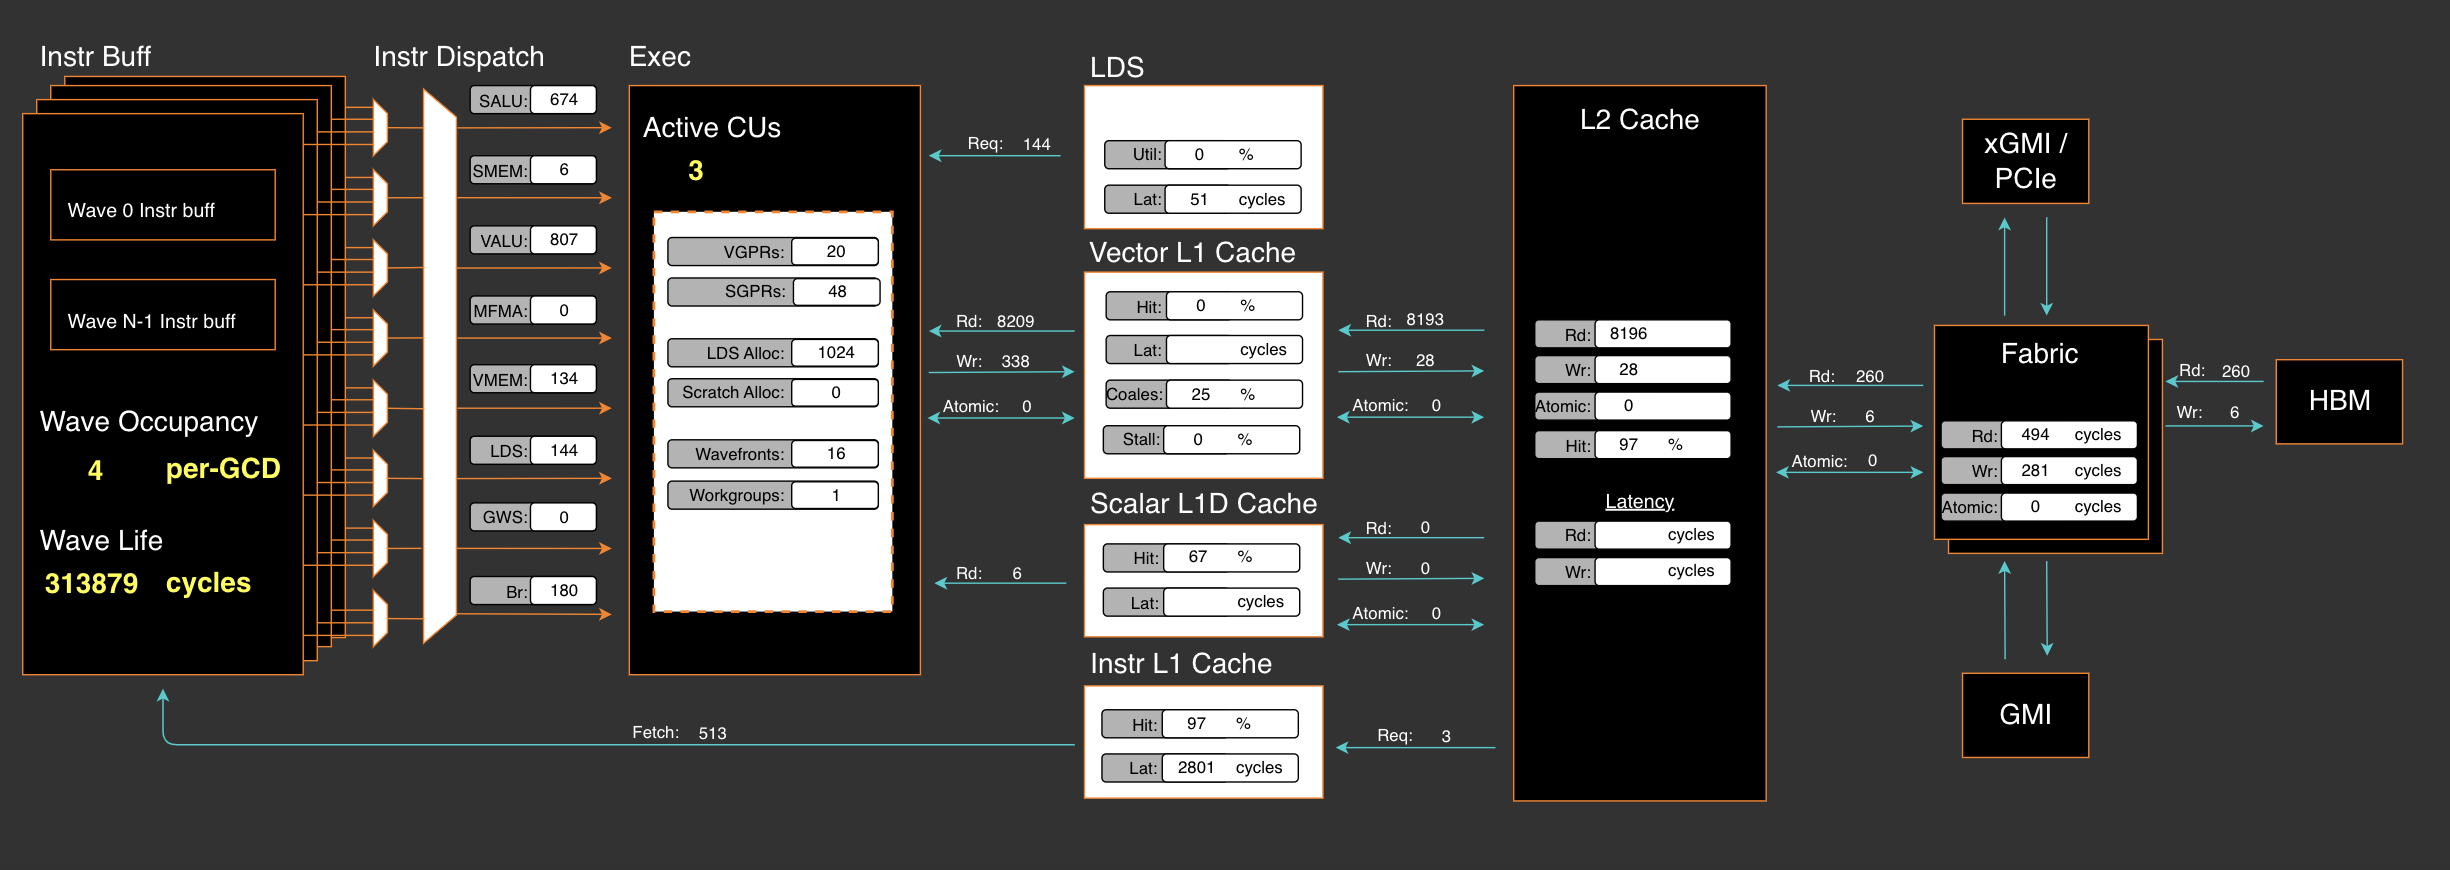 Instr Buff
Wave 0 Instr buff
Wave N-1 Instr buff
Wave Occupancy
4 per-GCD
Wave Life
313879 cycles
Instr Dispatch
SALU: 674
SMEM: 6
VALU: 807
MFMA: 0
VMEM: 134
LDS: 144
GWS: 0
Br: 180
Exec
Active CUs
3
VGPRs: 20
SGPRs: 48
LDS Alloc: 1024
Scratch Alloc: 0
Wavefronts: 16
Workgroups: 1
Req: 144
Rd: 8209
Wr: 338
Atomic: 0
Rd: 6
Fetch: 513
LDS
Util: 0 %
Lat: 51 cycles
Vector L1 Cache
Hit: 0 %
Lat: cycles
Coales: 25 %
Stall: 0 %
Scalar L1D Cache
Hit: 67 %
Lat: cycles
Instr L1 Cache
Hit: 97 %
Lat: 2801 cycles
Rd: 8193
Wr: 28
Atomic: 0
Rd: 0
Wr: 0
Atomic: 0
Req: 3
L2 Cache
Rd: 8196
Wr: 28
Atomic: 0
Hit: 97 %
Latency
Rd: cycles
Wr: cycles
Rd: 260
Wr: 6
Atomic: 0
xGMI /
PCIe
Fabric
Rd: 494 cycles
Wr: 281 cycles
Atomic: 0 cycles
GMI
Rd: 260
Wr: 6
HBM